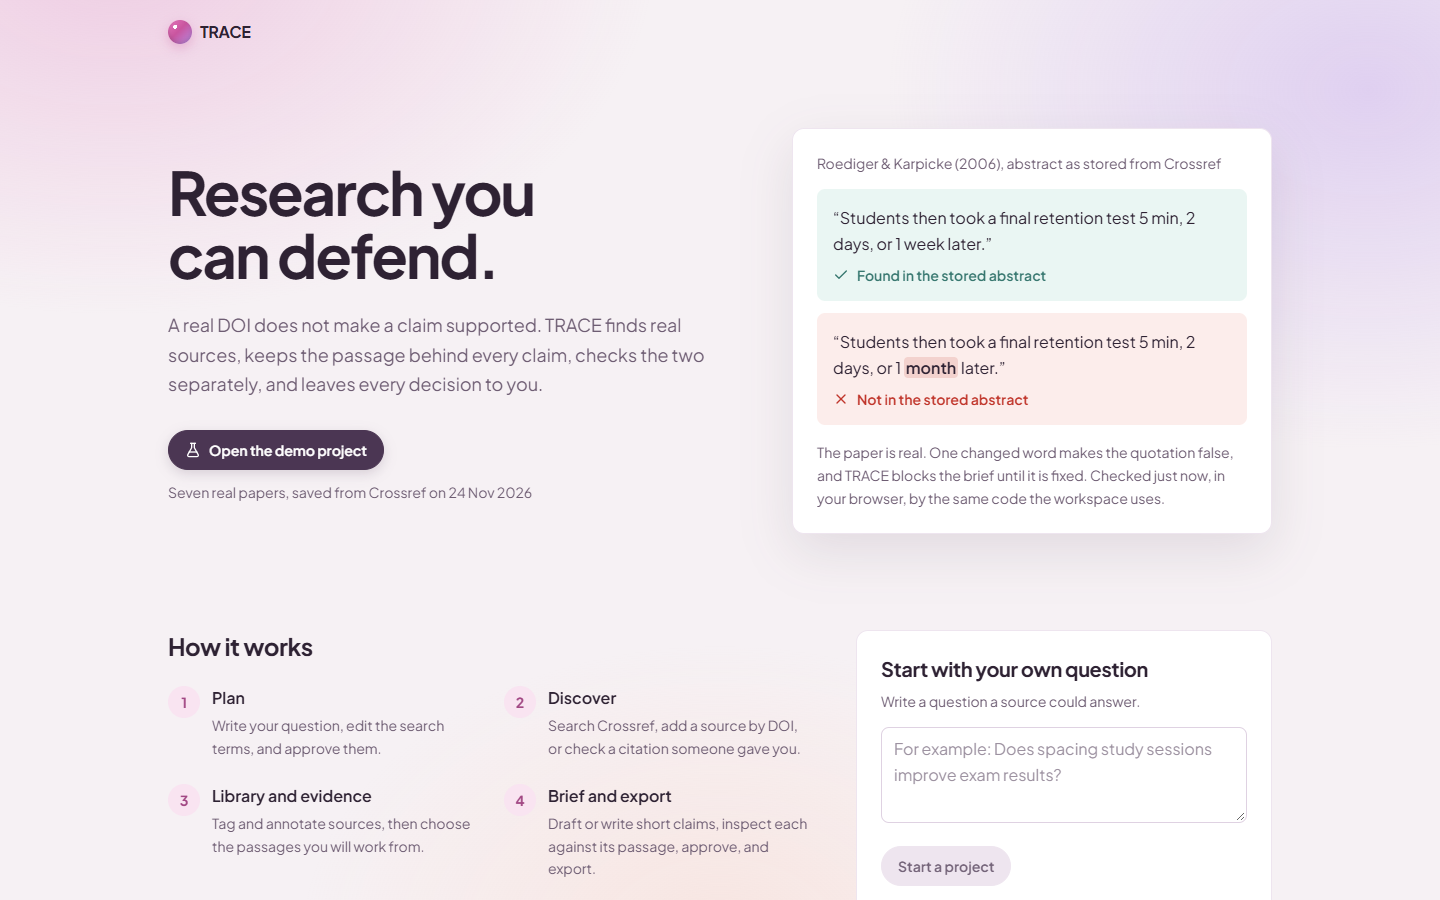 TRACE
Research you
can defend.
A real DOI does not make a claim supported. TRACE finds real
sources, keeps the passage behind every claim, checks the two
separately, and leaves every decision to you.
Open the demo project
Seven real papers, saved from Crossref on 24 Nov 2026
Roediger & Karpicke (2006), abstract as stored from Crossref
“Students then took a final retention test 5 min, 2
days, or 1 week later.”
Found in the stored abstract
“Students then took a final retention test 5 min, 2
days, or 1 month later.”
Not in the stored abstract
The paper is real. One changed word makes the quotation false,
and TRACE blocks the brief until it is fixed. Checked just now, in
your browser, by the same code the workspace uses.
How it works
1
Plan
Write your question, edit the search
terms, and approve them.
2
Discover
Search Crossref, add a source by DOI,
or check a citation someone gave you.
3
Library and evidence
Tag and annotate sources, then choose
the passages you will work from.
4
Brief and export
Draft or write short claims, inspect each
against its passage, approve, and
export.
Start with your own question
Write a question a source could answer.
For example: Does spacing study sessions
improve exam results?
Start a project